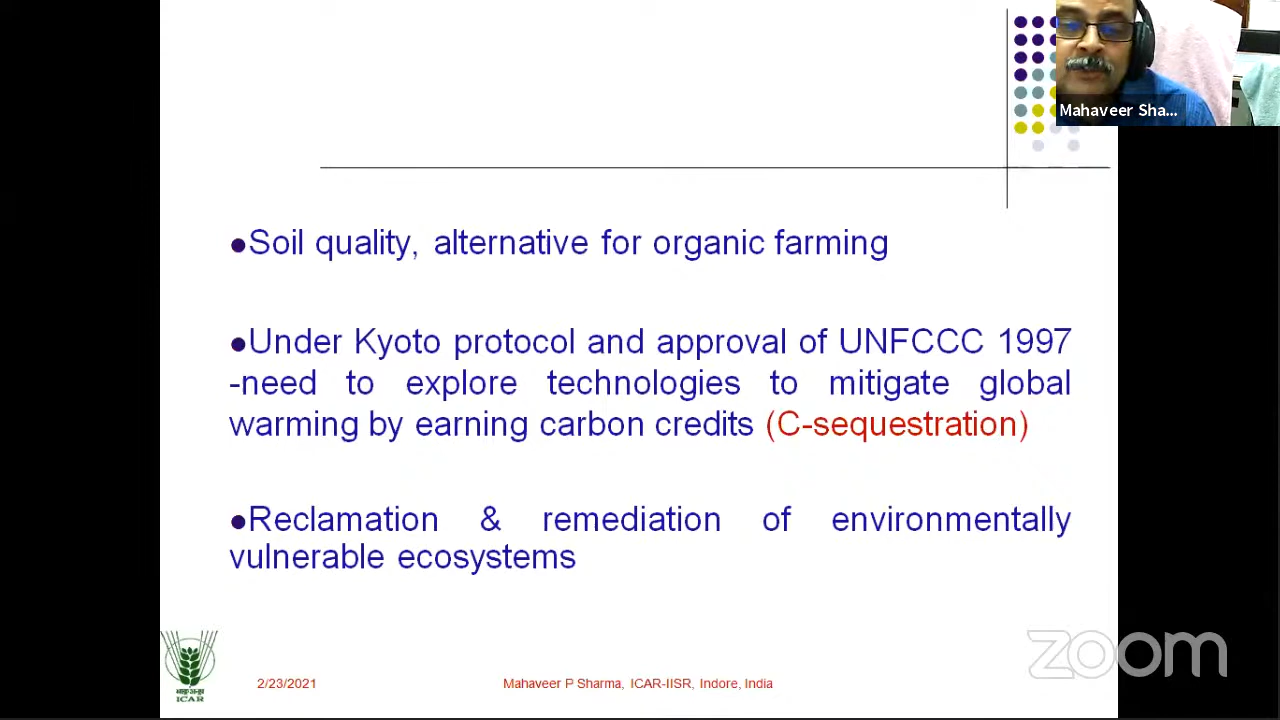 Mahaveer Sha...
●Soil quality, alternative for organic farming
●Under Kyoto protocol and approval of UNFCCC 1997
-need to explore technologies to mitigate global
warming by earning carbon credits (C-sequestration)
●Reclamation & remediation of environmentally
vulnerable ecosystems
ICAR
2/23/2021
Mahaveer P Sharma, ICAR-IISR, Indore, India
zoom